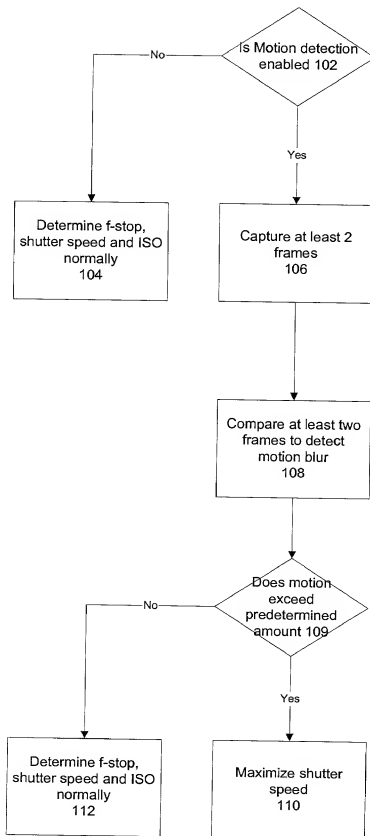 Is Motion detection
enabled 102
No
Yes
Determine f-stop,
shutter speed and ISO
normally
104
Capture at least 2
frames
106
Compare at least two
frames to detect
motion blur
108
Does motion
exceed
predetermined
amount 109
No
Yes
Determine f-stop,
shutter speed and ISO
normally
112
Maximize shutter
speed
110